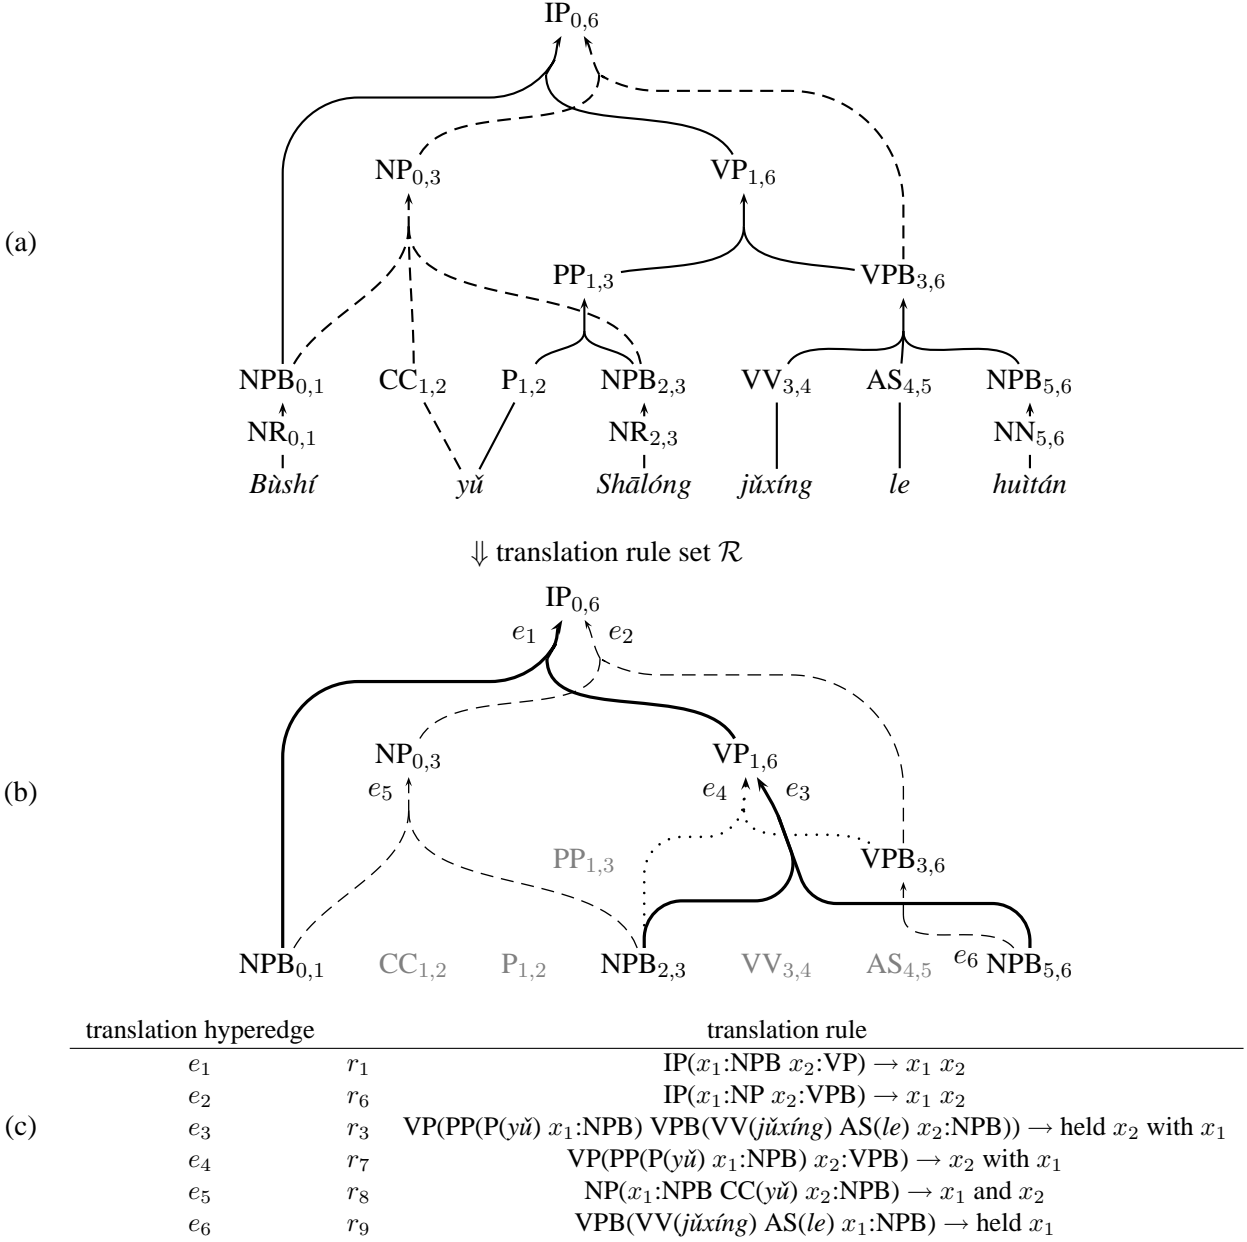 IP0,6
NP0,3 VP1,6
(a)
PP1,3 VPB3,6
NPB0,1 CC1,2 P1,2 NPB2,3 VV3,4 AS4,5 NPB5,6
NR0,1 NR2,3 NN5,6
Bùshí yǔ Shālóng jǔxíng le huìtán
⇓ translation rule set ℛ
IP0,6
e1 e2
NP0,3 VP1,6
(b) e5 e4 e3
PP1,3 VPB3,6
NPB0,1 CC1,2 P1,2 NPB2,3 VV3,4 AS4,5 e6 NPB5,6
translation hyperedge translation rule
e1 r1 IP(x1:NPB x2:VP) → x1 x2
e2 r6 IP(x1:NP x2:VPB) → x1 x2
(c) e3 r3 VP(PP(P(yǔ) x1:NPB) VPB(VV(jǔxíng) AS(le) x2:NPB)) → held x2 with x1
e4 r7 VP(PP(P(yǔ) x1:NPB) x2:VPB) → x2 with x1
e5 r8 NP(x1:NPB CC(yǔ) x2:NPB) → x1 and x2
e6 r9 VPB(VV(jǔxíng) AS(le) x1:NPB) → held x1